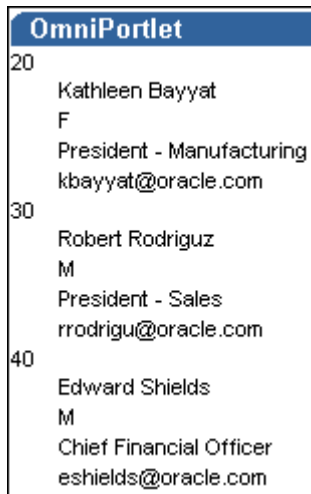 OmniPortlet
20
Kathleen Bayyat
F
President - Manufacturing
kbayyat@oracle.com
30
Robert Rodriguz
M
President - Sales
rrodrigu@oracle.com
40
Edward Shields
M
Chief Financial Officer
eshields@oracle.com